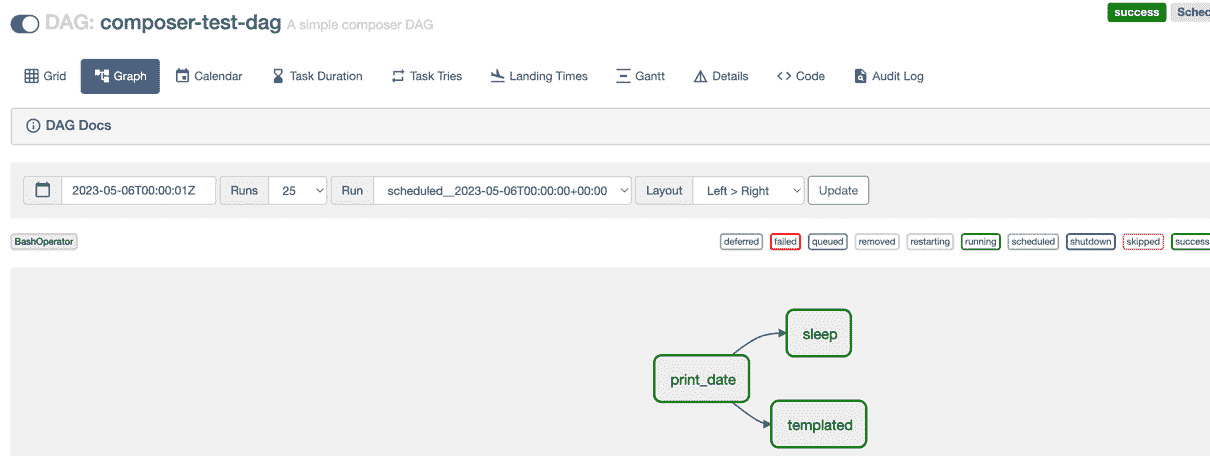 DAG: composer-test-dag A simple composer DAG success Sched
Grid Graph Calendar Task Duration Task Tries Landing Times Gantt Details <> Code Audit Log
DAG Docs
2023-05-06T00:00:01Z Runs 25 Run scheduled__2023-05-06T00:00:00+00:00 Layout Left > Right Update
BashOperator deferred failed queued removed restarting running scheduled shutdown skipped success
sleep
print_date
templated